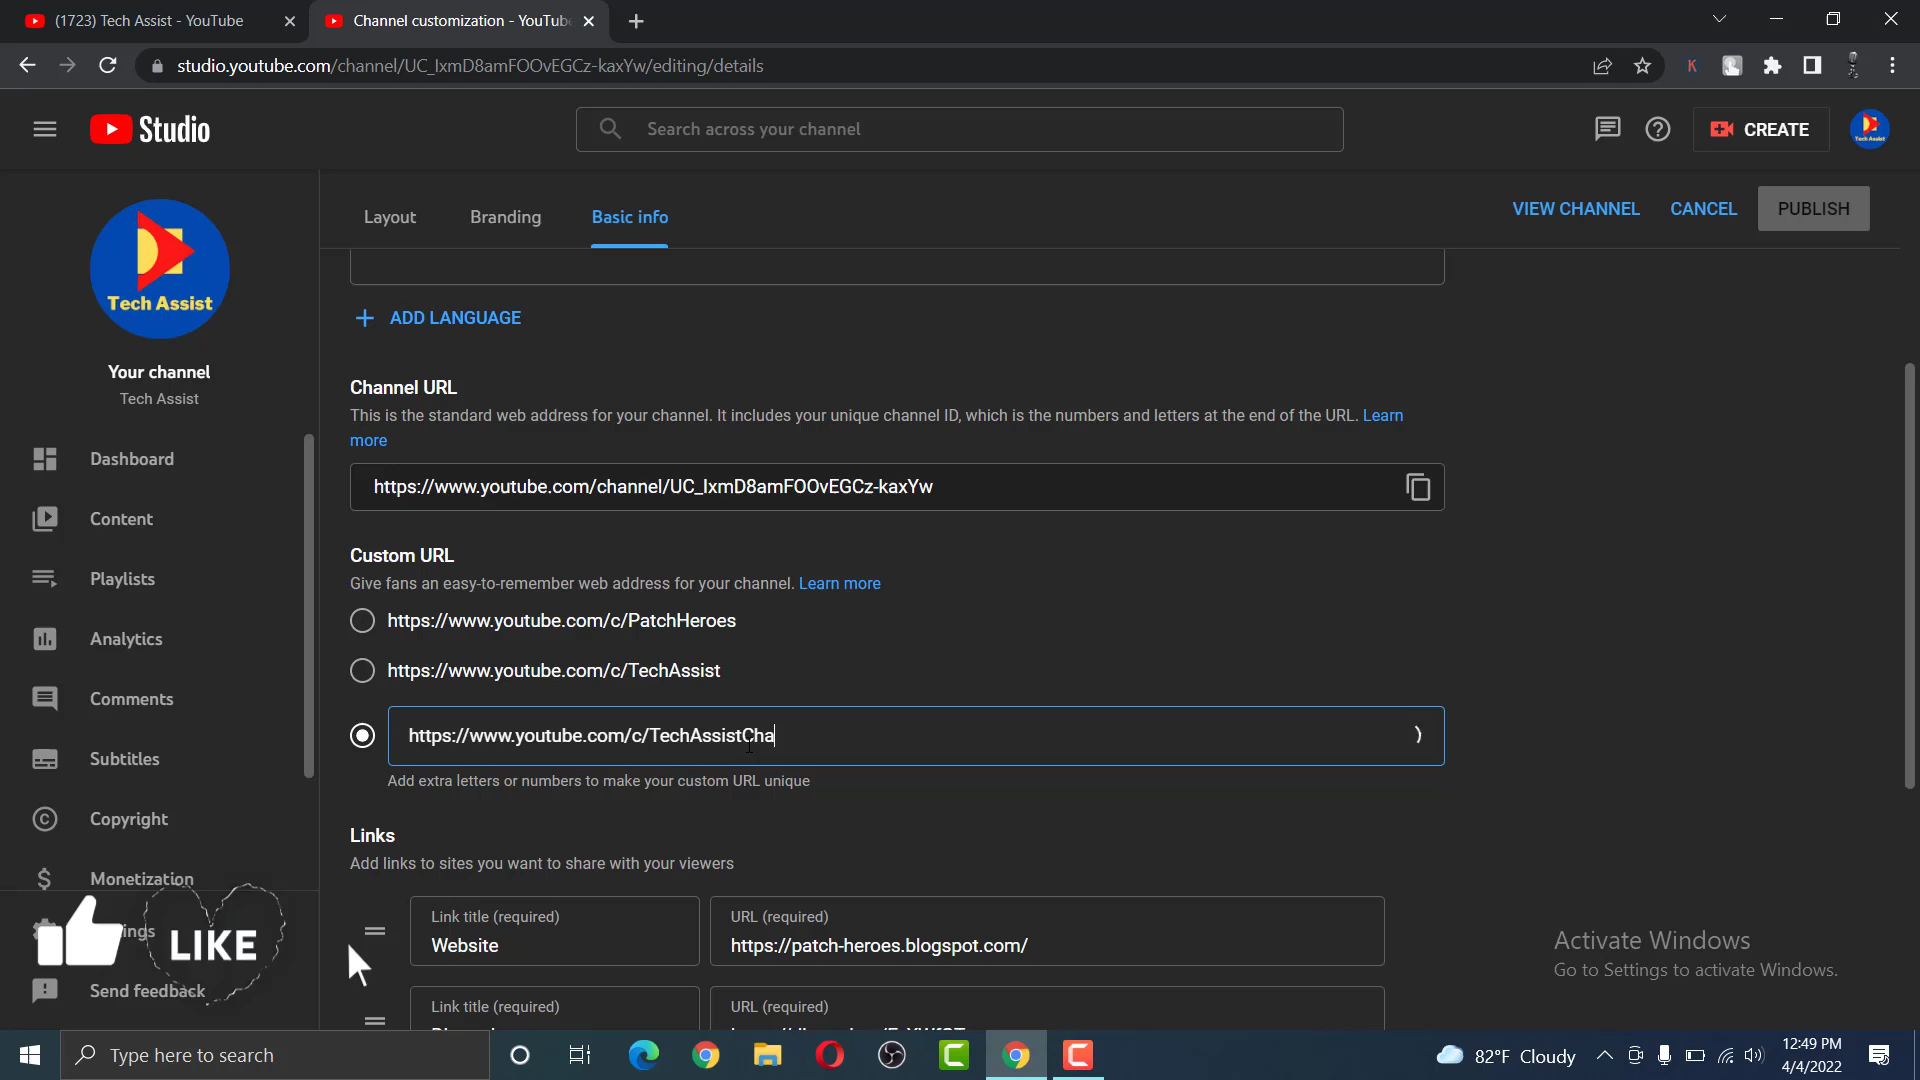 (1723) Tech Assist - YouTube
Channel customization - YouTub
studio.youtube.com/channel/UC_IxmD8amFOOvEGCz-kaxYw/editing/details
K
Studio
Search across your channel
CREATE
Tech Assist
Layout
Branding
Basic info
VIEW CHANNEL
CANCEL
PUBLISH
Tech Assist
Your channel
Tech Assist
Dashboard
Content
Playlists
Analytics
Comments
Subtitles
Copyright
Monetization
ngs
LIKE
Send feedback
ADD LANGUAGE
Channel URL
This is the standard web address for your channel. It includes your unique channel ID, which is the numbers and letters at the end of the URL. Learn
more
https://www.youtube.com/channel/UC_IxmD8amFOOvEGCz-kaxYw
Custom URL
Give fans an easy-to-remember web address for your channel. Learn more
https://www.youtube.com/c/PatchHeroes
https://www.youtube.com/c/TechAssist
https://www.youtube.com/c/TechAssistCha
Add extra letters or numbers to make your custom URL unique
Links
Add links to sites you want to share with your viewers
Link title (required)
Website
URL (required)
https://patch-heroes.blogspot.com/
Link title (required)
URL (required)
Activate Windows
Go to Settings to activate Windows.
Type here to search
82°F Cloudy
12:49 PM
4/4/2022